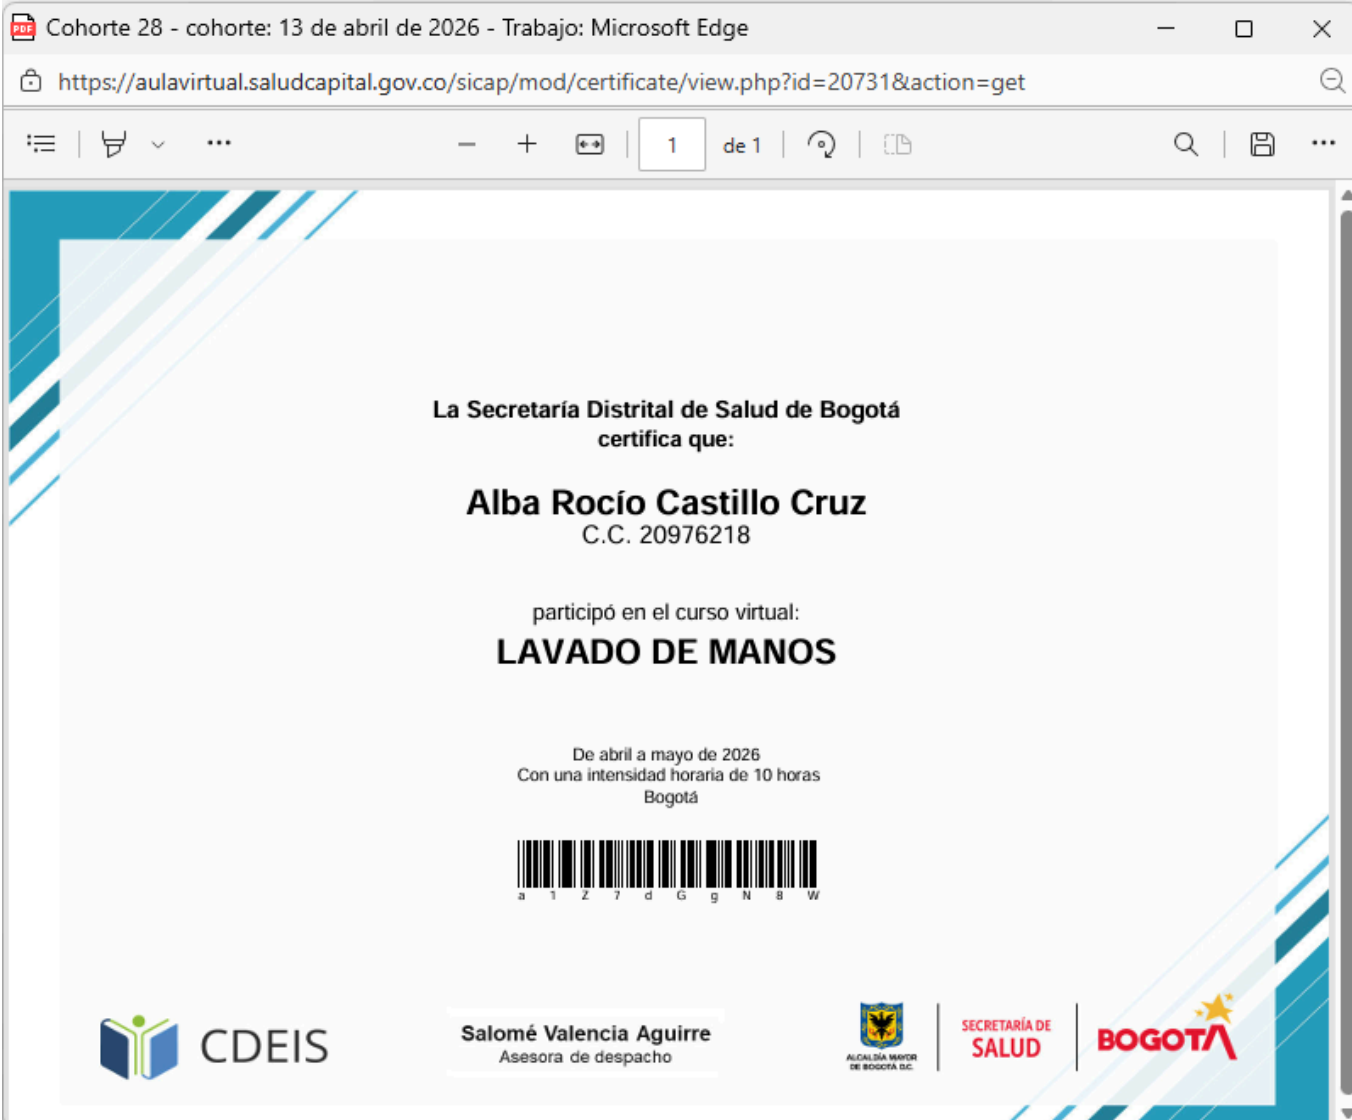 Cohorte 28 - cohorte: 13 de abril de 2026 - Trabajo: Microsoft Edge
https://aulavirtual.saludcapital.gov.co/sicap/mod/certificate/view.php?id=20731&action=get
1 de 1
La Secretaría Distrital de Salud de Bogotá
certifica que:
Alba Rocío Castillo Cruz
C.C. 20976218
participó en el curso virtual:
LAVADO DE MANOS
De abril a mayo de 2026
Con una intensidad horaria de 10 horas
Bogotá
a 1 Z 7 d G g N 8 W
CDEIS
Salomé Valencia Aguirre
Asesora de despacho
ALCALDÍA MAYOR
DE BOGOTÁ D.C.
SECRETARÍA DE
SALUD
BOGOTÁ